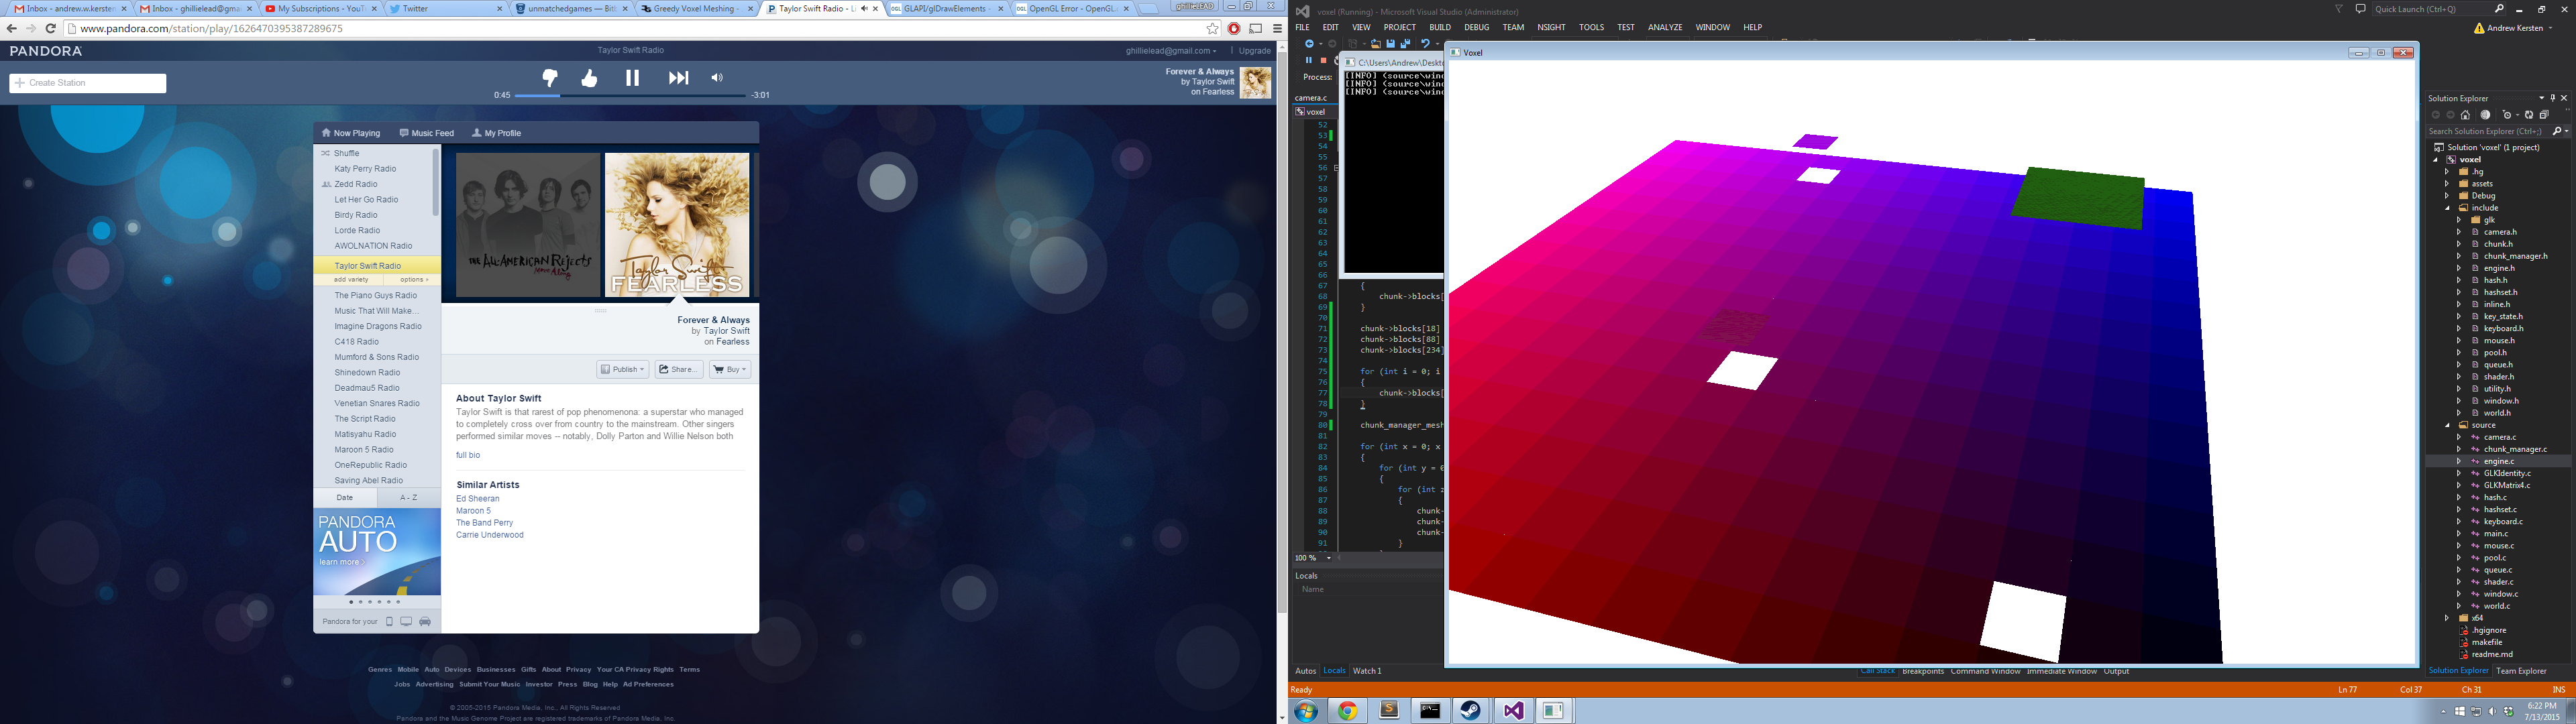 Inbox - andrew.w.kersten
Inbox - ghillielead@gma
My Subscriptions - YouT
Twitter
unmatchedgames — Bit
Greedy Voxel Meshing -
Taylor Swift Radio - Li
GLAPI/glDrawElements -
OpenGL Error - OpenGL
ghillieLEAD
www.pandora.com/station/play/1626470395387289675
PANDORA
Taylor Swift Radio
ghillielead@gmail.com
Upgrade
Create Station
0:45
-3:01
Forever & Always
by Taylor Swift
on Fearless
Now Playing
Music Feed
My Profile
Shuffle
Katy Perry Radio
Zedd Radio
Let Her Go Radio
Birdy Radio
Lorde Radio
AWOLNATION Radio
Taylor Swift Radio
add variety
options
The Piano Guys Radio
Music That Will Make...
Imagine Dragons Radio
C418 Radio
Mumford & Sons Radio
Shinedown Radio
Deadmau5 Radio
Venetian Snares Radio
The Script Radio
Matisyahu Radio
Maroon 5 Radio
OneRepublic Radio
Saving Abel Radio
Date
A - Z
PANDORA
AUTO
learn more >
Pandora for your
THE ALL-AMERICAN REJECTS
Move Along
Taylor Swift
FEARLESS
Forever & Always
by Taylor Swift
on Fearless
Publish
Share...
Buy
About Taylor Swift
Taylor Swift is that rarest of pop phenomenona: a superstar who managed
to completely cross over from country to the mainstream. Other singers
performed similar moves -- notably, Dolly Parton and Willie Nelson both
full bio
Similar Artists
Ed Sheeran
Maroon 5
The Band Perry
Carrie Underwood
Genres Mobile Auto Devices Businesses Gifts About Privacy Your CA Privacy Rights Terms
Jobs Advertising Submit Your Music Investor Press Blog Help Ad Preferences
© 2005-2015 Pandora Media, Inc., All Rights Reserved
Pandora and the Music Genome Project are registered trademarks of Pandora Media, Inc.
voxel (Running) - Microsoft Visual Studio (Administrator)
Quick Launch (Ctrl+Q)
FILE EDIT VIEW PROJECT BUILD DEBUG TEAM NSIGHT TOOLS TEST ANALYZE WINDOW HELP
Andrew Kersten
Process:
camera.c
voxel
C:\Users\Andrew\Deskto
[INFO] (source\wind
[INFO] (source\wind
[INFO] (source\wind
Voxel
52
53
54
55
56
57
58
59
60
61
62
63
64
65
66
67 {
68 chunk->blocks[
69 }
70
71 chunk->blocks[18]
72 chunk->blocks[88]
73 chunk->blocks[234]
74
75 for (int i = 0; i
76 {
77 chunk->blocks[
78 }
79
80 chunk_manager_mesh
81
82 for (int x = 0; x
83 {
84 for (int y = 0
85 {
86 for (int z
87 {
88 chunk-
89 chunk-
90 chunk-
91 }
100 %
Locals
Name
Autos
Locals
Watch 1
Call Stack
Breakpoints
Command Window
Immediate Window
Output
Solution Explorer
Search Solution Explorer (Ctrl+;)
Solution 'voxel' (1 project)
voxel
.hg
assets
Debug
include
glk
camera.h
chunk.h
chunk_manager.h
engine.h
hash.h
hashset.h
inline.h
key_state.h
keyboard.h
mouse.h
pool.h
queue.h
shader.h
utility.h
window.h
world.h
source
camera.c
chunk_manager.c
engine.c
GLKIdentity.c
GLKMatrix4.c
hash.c
hashset.c
keyboard.c
main.c
mouse.c
pool.c
queue.c
shader.c
window.c
world.c
x64
.hgignore
makefile
readme.md
Solution Explorer
Team Explorer
Ready
Ln 77
Col 37
Ch 31
INS
6:22 PM
7/13/2015